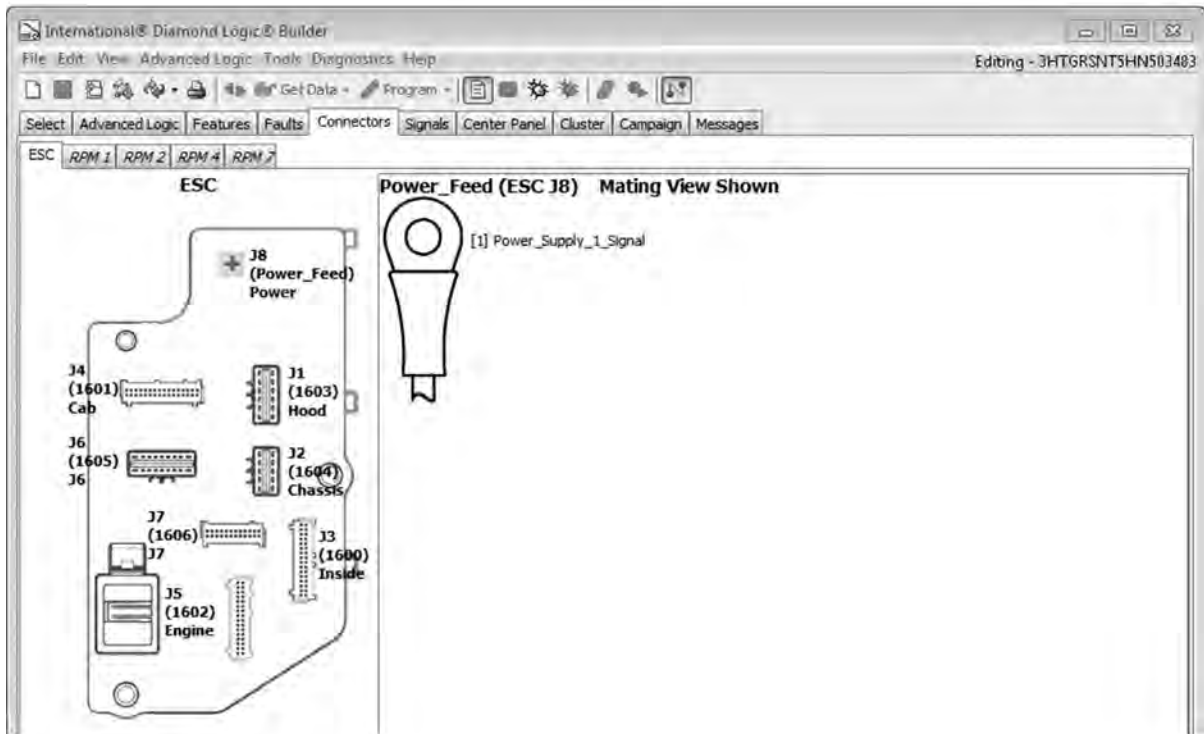 International® Diamond Logic® Builder
File Edit View Advanced Logic Tools Diagnostics Help
Editing - 3HTGRSNT5HN503483
Get Data Program
Select Advanced Logic Features Faults Connectors Signals Center Panel Cluster Campaign Messages
ESC RPM 1 RPM 2 RPM 4 RPM 7
ESC
J8
(Power_Feed)
Power
J4
(1601)
Cab
J1
(1603)
Hood
J6
(1605)
J6
J2
(1604)
Chassis
J7
(1606)
J7
J3
(1600)
Inside
J5
(1602)
Engine
Power_Feed (ESC J8) Mating View Shown
[1] Power_Supply_1_Signal